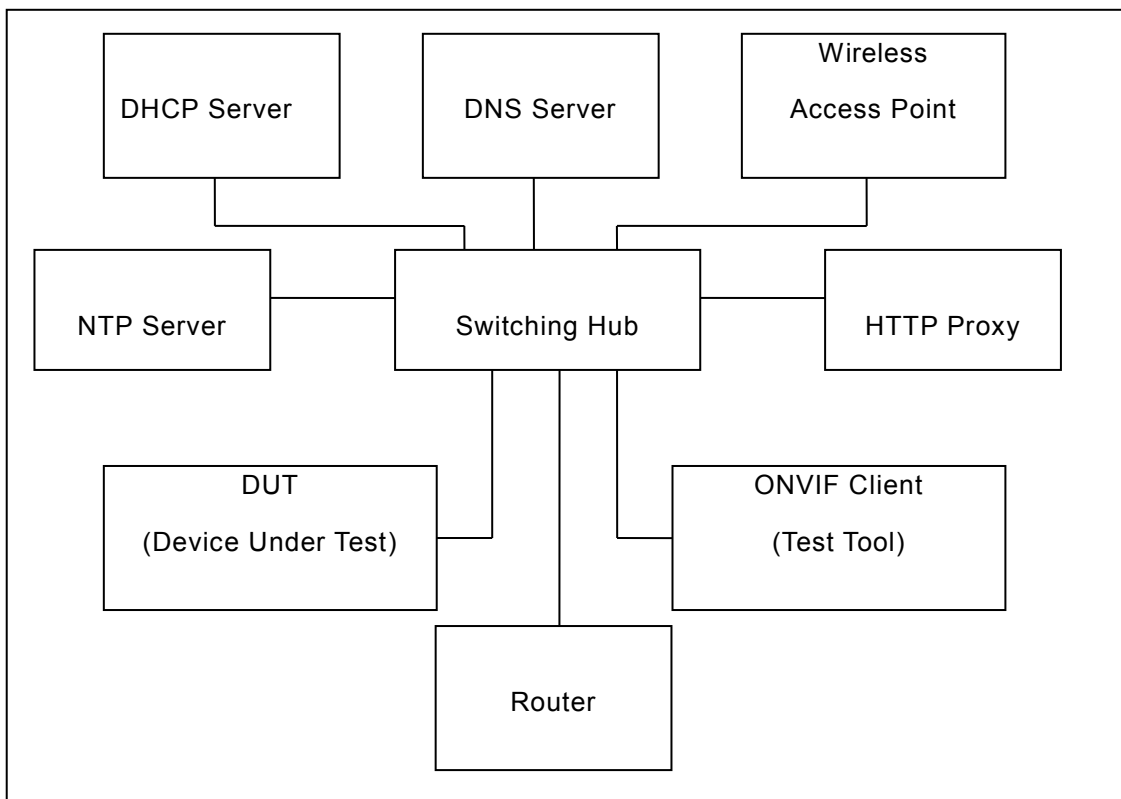 DHCP Server
DNS Server
Wireless
Access Point
NTP Server
Switching Hub
HTTP Proxy
DUT
(Device Under Test)
ONVIF Client
(Test Tool)
Router